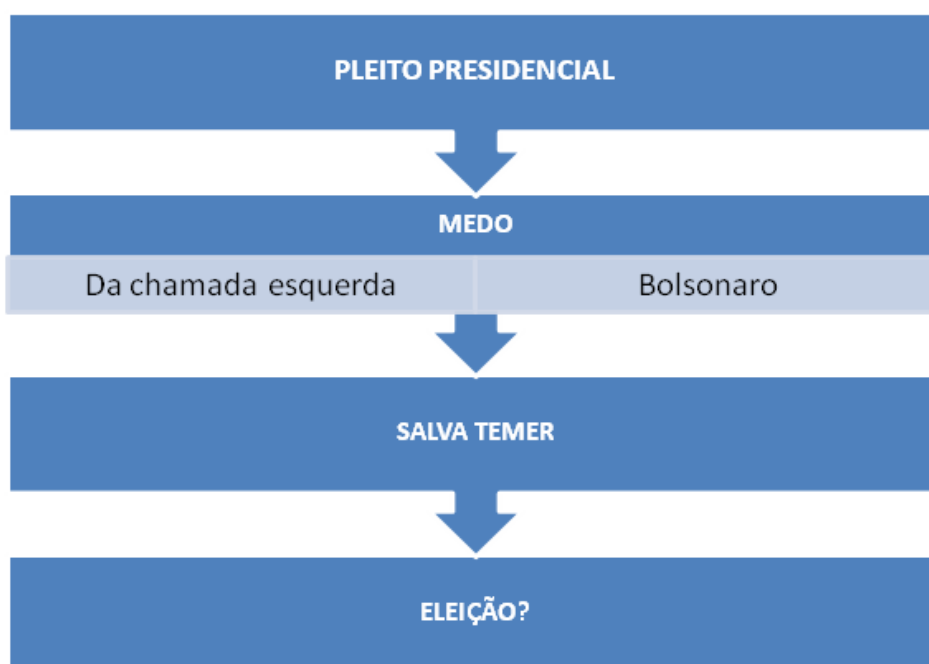 PLEITO PRESIDENCIAL
MEDO
Da chamada esquerda
Bolsonaro
SALVA TEMER
ELEIÇÃO?